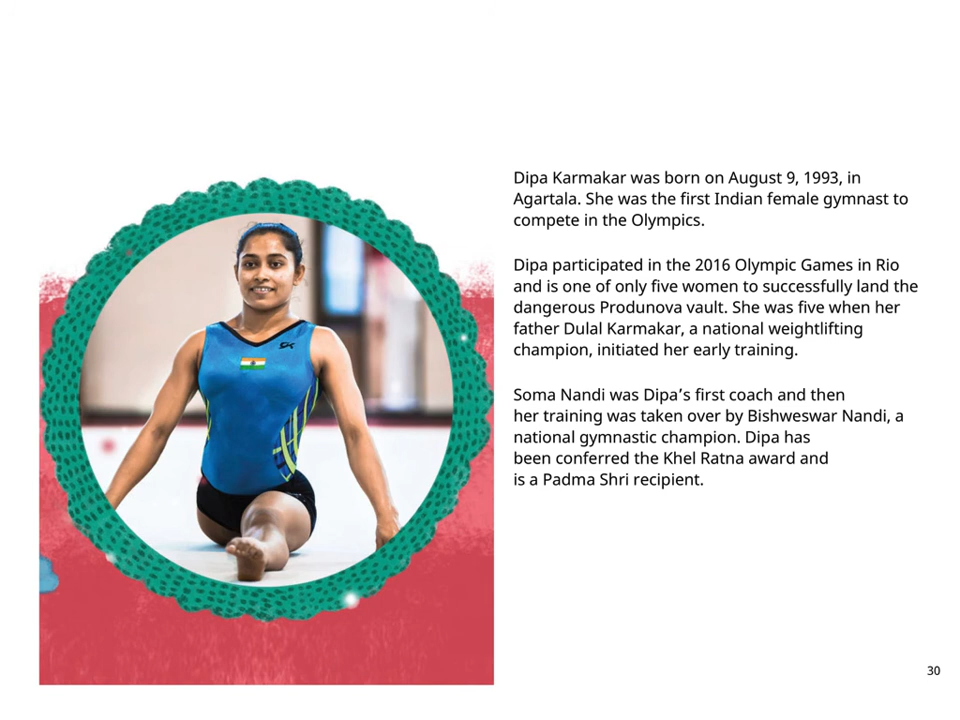 Dipa Karmakar was born on August 9, 1993, in
Agartala. She was the first Indian female gymnast to
compete in the Olympics.
Dipa participated in the 2016 Olympic Games in Rio
and is one of only five women to successfully land the
dangerous Produnova vault. She was five when her
father Dulal Karmakar, a national weightlifting
champion, initiated her early training.
Soma Nandi was Dipa’s first coach and then
her training was taken over by Bishweswar Nandi, a
national gymnastic champion. Dipa has
been conferred the Khel Ratna award and
is a Padma Shri recipient.
30